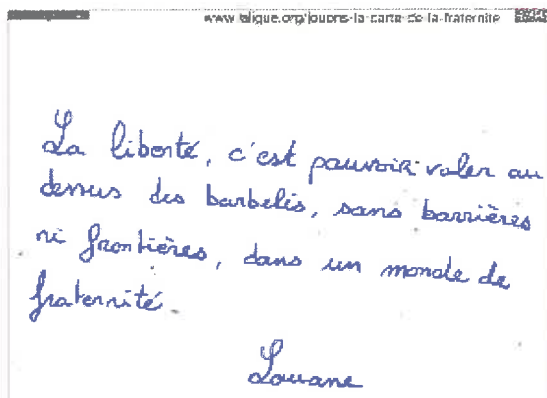 www.laligue.org/jouons-la-carte-de-la-fraternite
La liberté, c'est pouvoir voler au
dessus des barbelés, sans barrières
ni frontières, dans un monde de
fraternité.
Louane